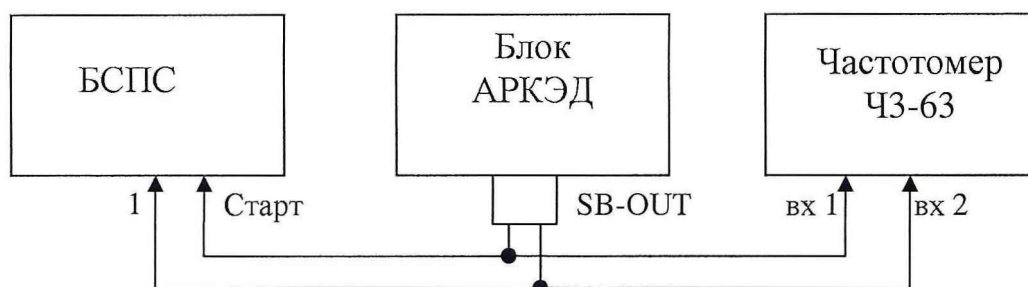 БСПС
Блок
АРКЭД
Частотомер
ЧЗ-63
1
Старт
SB-OUT
вх 1
вх 2